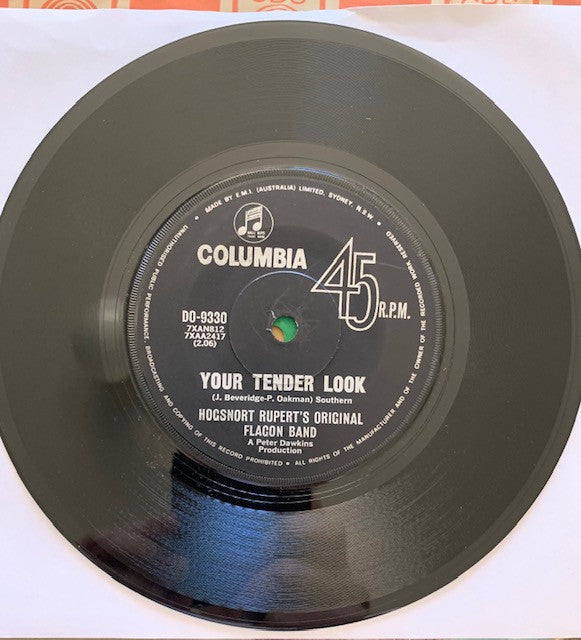 MADE BY E.M.I. (AUSTRALIA) LIMITED, SYDNEY, N.S.W.
ALL RIGHTS OF THE MANUFACTURER AND OF THE OWNER OF THE RECORDED WORK RESERVED
UNAUTHORISED PUBLIC PERFORMANCE, BROADCASTING AND COPYING OF THIS RECORD PROHIBITED
COLUMBIA
45 R.P.M.
DO-9330
7XAN812
7XAA2417
(2.06)
YOUR TENDER LOOK
(J. Beveridge-P. Oakman) Southern
HOGSNORT RUPERT'S ORIGINAL
FLAGON BAND
A Peter Dawkins
Production